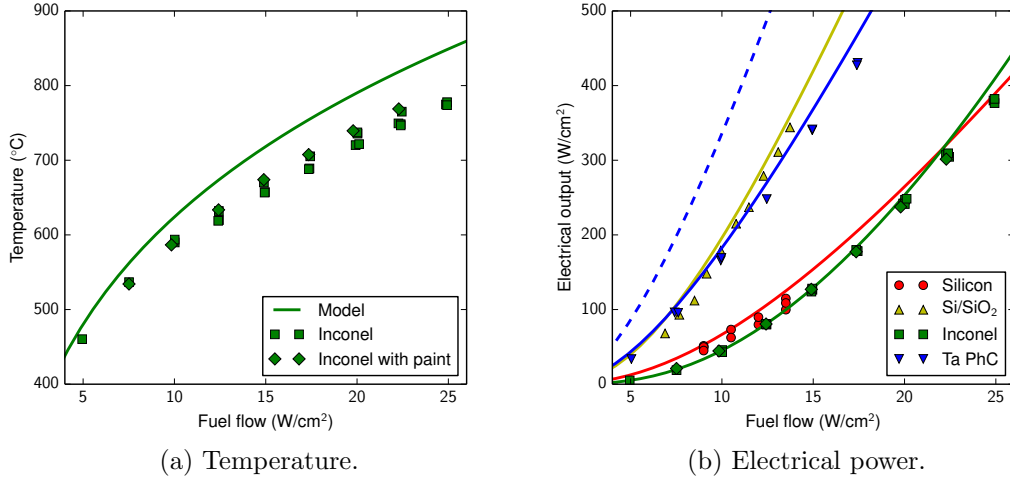 900
800
700
600
500
400
5
10
15
20
25
Temperature (°C)
Fuel flow (W/cm²)
Model
Inconel
Inconel with paint
(a) Temperature.
500
400
300
200
100
0
5
10
15
20
25
Electrical output (W/cm²)
Fuel flow (W/cm²)
Silicon
Si/SiO₂
Inconel
Ta PhC
(b) Electrical power.